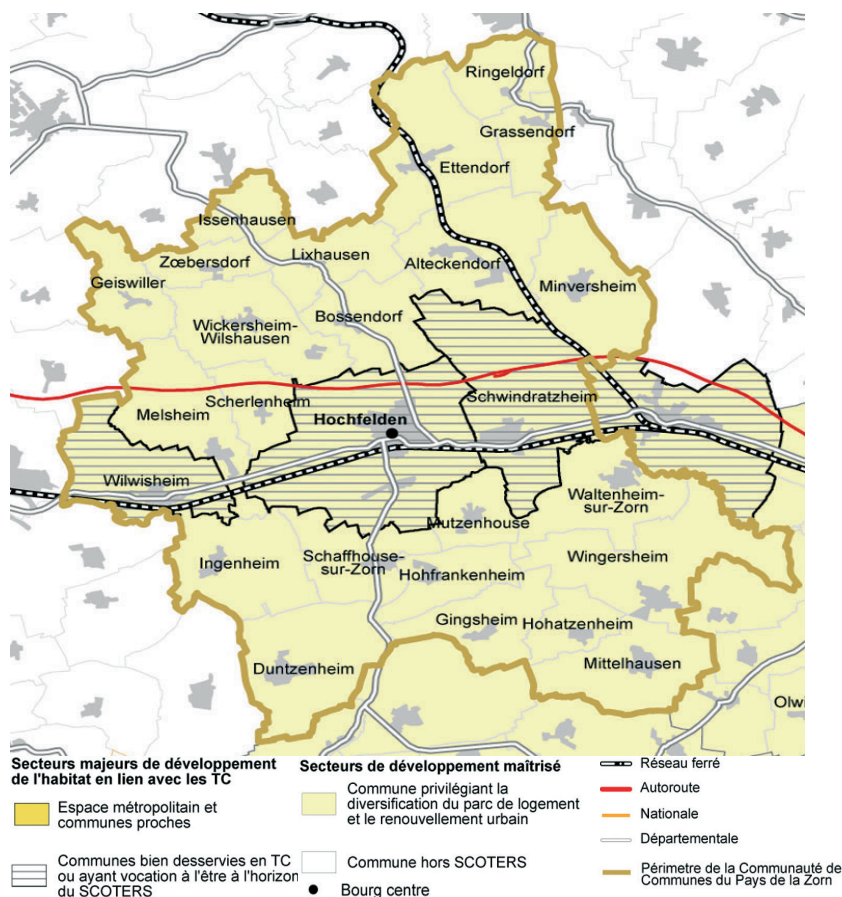 Ringeldorf
Grassendorf
Ettendorf
Issenhausen
Lixhausen
Zœbersdorf
Alteckendorf
Geiswiller
Minversheim
Bossendorf
Wickersheim-
Wilshausen
Scherlenheim
Schwindratzheim
Melsheim
Hochfelden
Wilwisheim
Waltenheim-
sur-Zorn
Mutzenhouse
Ingenheim
Schaffhouse-
sur-Zorn
Wingersheim
Hohfrankenheim
Gingsheim
Hohatzenheim
Duntzenheim
Mittelhausen
Olwi
Secteurs majeurs de développement
de l'habitat en lien avec les TC
Espace métropolitain et
communes proches
Communes bien desservies en TC
ou ayant vocation à l'être à l'horizon
du SCOTERS
Secteurs de développement maîtrisé
Commune privilégiant la
diversification du parc de logement
et le renouvellement urbain
Commune hors SCOTERS
Bourg centre
Réseau ferré
Autoroute
Nationale
Départementale
Périmetre de la Communauté de
Communes du Pays de la Zorn